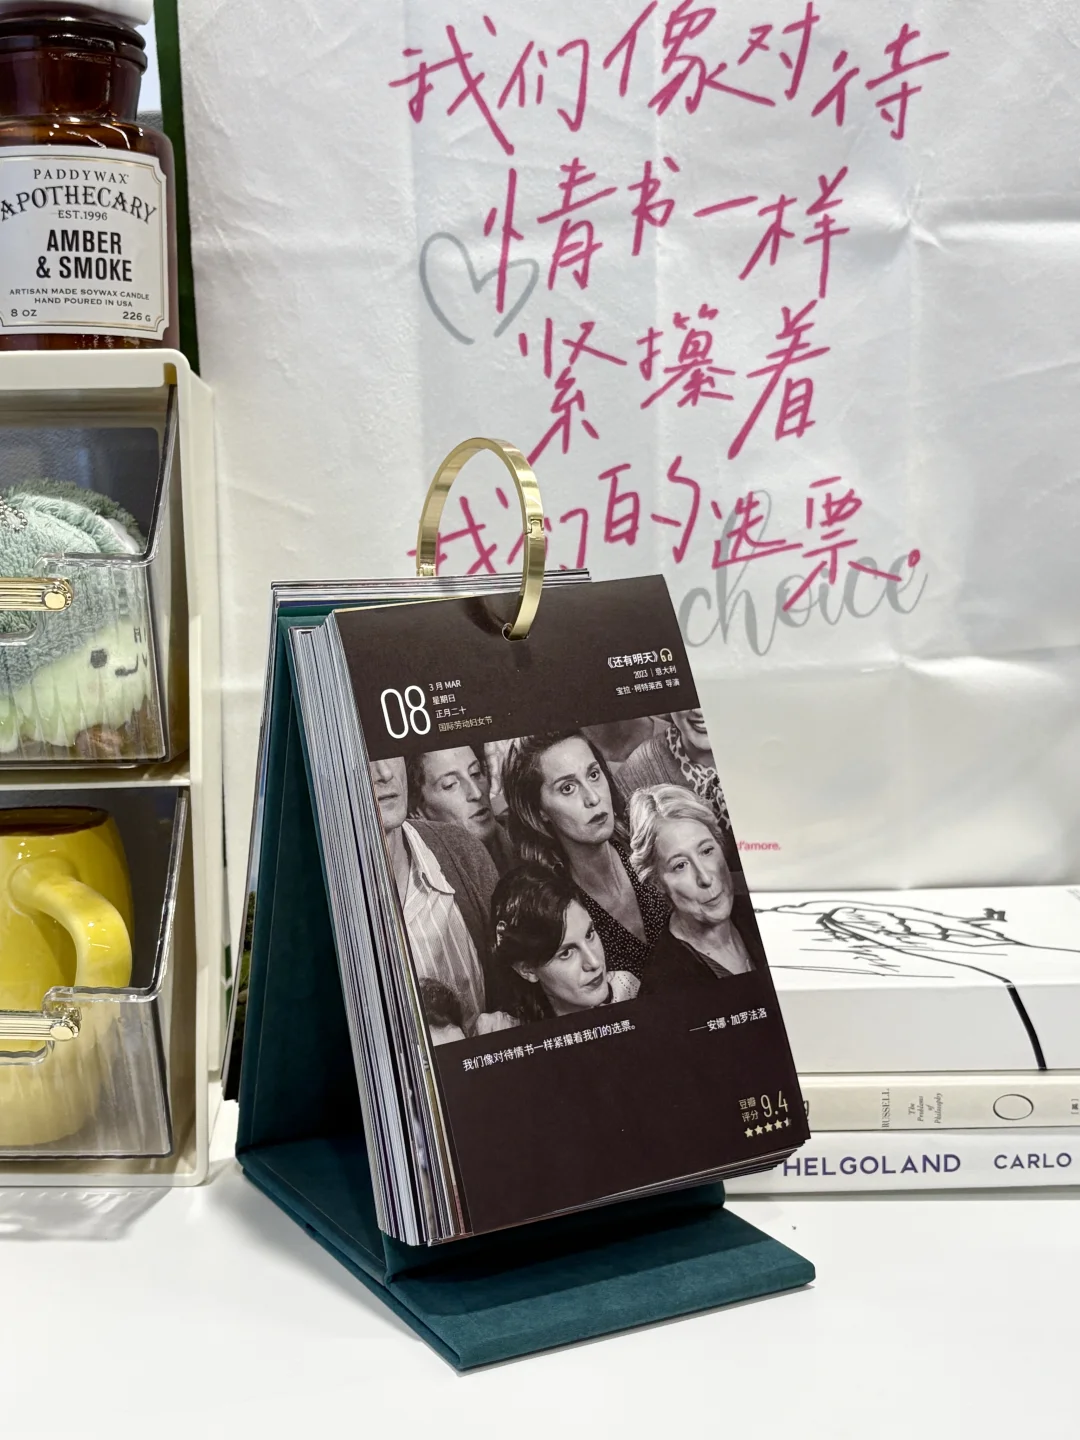 我们像对待
情书一样
紧攥着
我们的选票。
choice
d'amore.
PADDYWAX
APOTHECARY
EST.1996
AMBER
& SMOKE
ARTISAN MADE SOYWAX CANDLE
HAND POURED IN USA
8 OZ 226 G
08
3月 MAR
星期日
正月二十
国际劳动妇女节
《还有明天》
2023 | 意大利
宝拉·柯特莱西 导演
我们像对待情书一样紧攥着我们的选票。
——安娜·加罗法洛
豆瓣
评分 9.4
RUSSELL
The
Problems
of
Philosophy
HELGOLAND CARLO